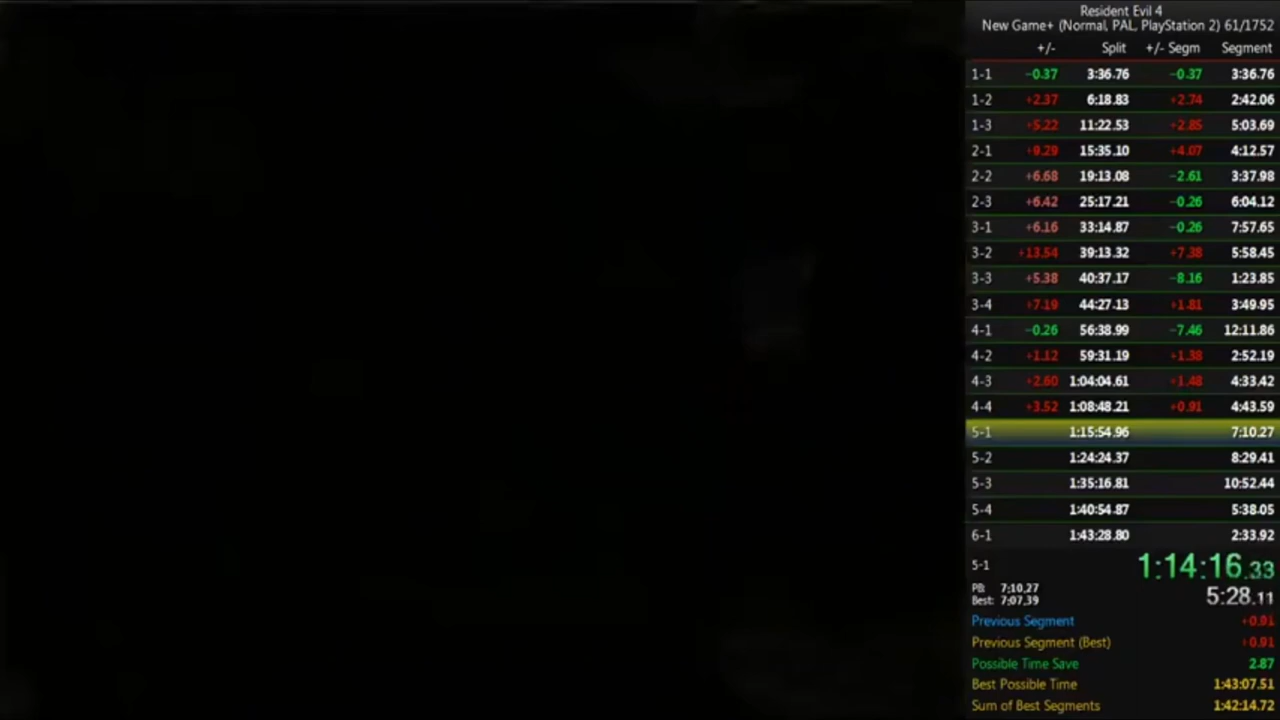 Resident Evil 4
New Game+ (Normal, PAL, PlayStation 2) 61/1752
+/- Split +/- Segm Segment
1-1 -0.37 3:36.76 -0.37 3:36.76
1-2 +2.37 6:18.83 +2.74 2:42.06
1-3 +5.22 11:22.53 +2.85 5:03.69
2-1 +9.29 15:35.10 +4.07 4:12.57
2-2 +6.68 19:13.08 -2.61 3:37.98
2-3 +6.42 25:17.21 -0.26 6:04.12
3-1 +6.16 33:14.87 -0.26 7:57.65
3-2 +13.54 39:13.32 +7.38 5:58.45
3-3 +5.38 40:37.17 -8.16 1:23.85
3-4 +7.19 44:27.13 +1.81 3:49.95
4-1 -0.26 56:38.99 -7.46 12:11.86
4-2 +1.12 59:31.19 +1.38 2:52.19
4-3 +2.60 1:04:04.61 +1.48 4:33.42
4-4 +3.52 1:08:48.21 +0.91 4:43.59
5-1 1:15:54.96 7:10.27
5-2 1:24:24.37 8:29.41
5-3 1:35:16.81 10:52.44
5-4 1:40:54.87 5:38.05
6-1 1:43:28.80 2:33.92
5-1 1:14:16.33
PB: 7:10.27
Best: 7:07.39 5:28.11
Previous Segment +0.91
Previous Segment (Best) +0.91
Possible Time Save 2.87
Best Possible Time 1:43:07.51
Sum of Best Segments 1:42:14.72